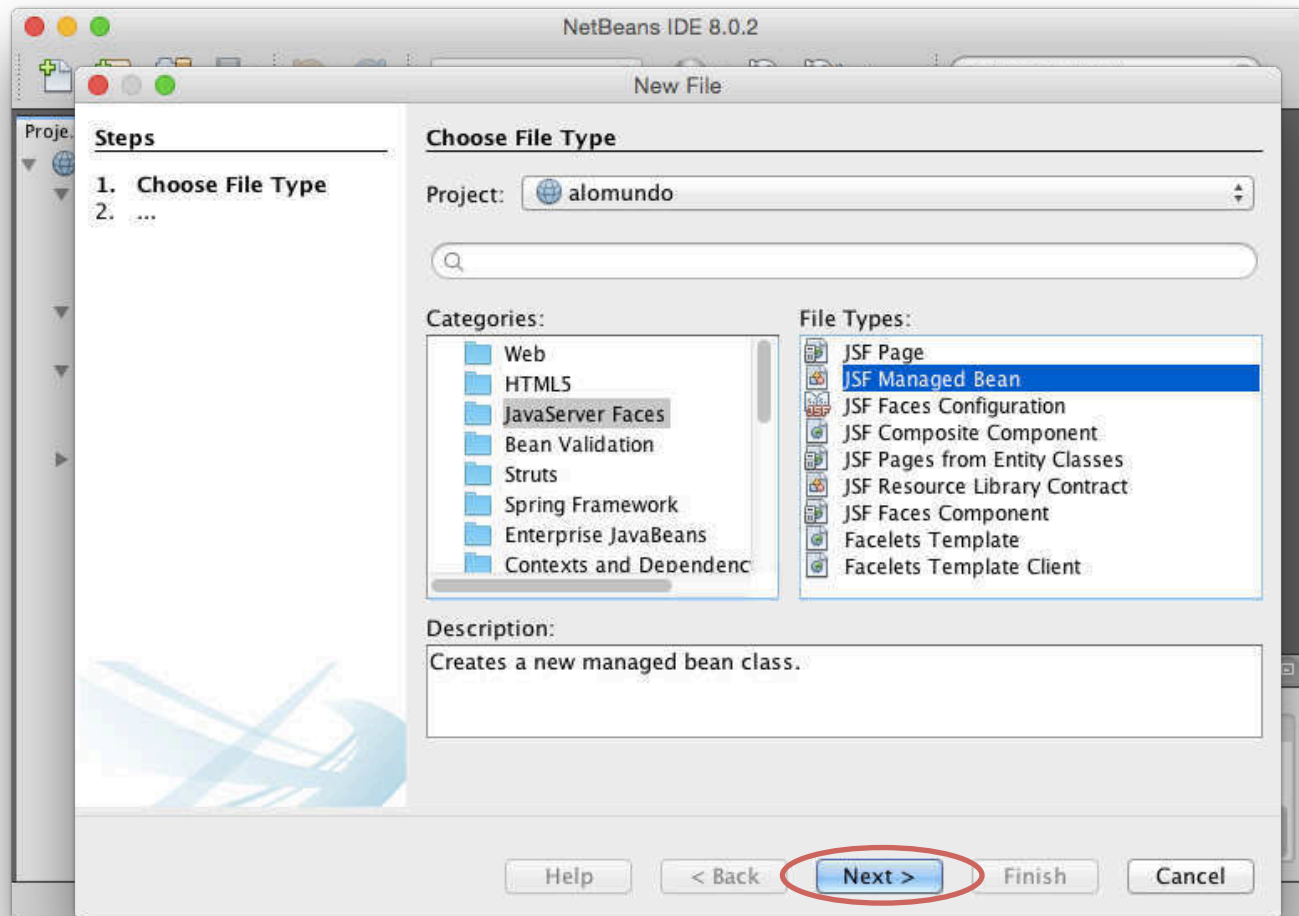 NetBeans IDE 8.0.2
New File
Proje.
Steps
1. Choose File Type
2. ...
Choose File Type
Project: alomundo
Categories:
Web
HTML5
JavaServer Faces
Bean Validation
Struts
Spring Framework
Enterprise JavaBeans
Contexts and Dependenc
File Types:
JSF Page
JSF Managed Bean
JSF Faces Configuration
JSF Composite Component
JSF Pages from Entity Classes
JSF Resource Library Contract
JSF Faces Component
Facelets Template
Facelets Template Client
Description:
Creates a new managed bean class.
Help < Back Next > Finish Cancel